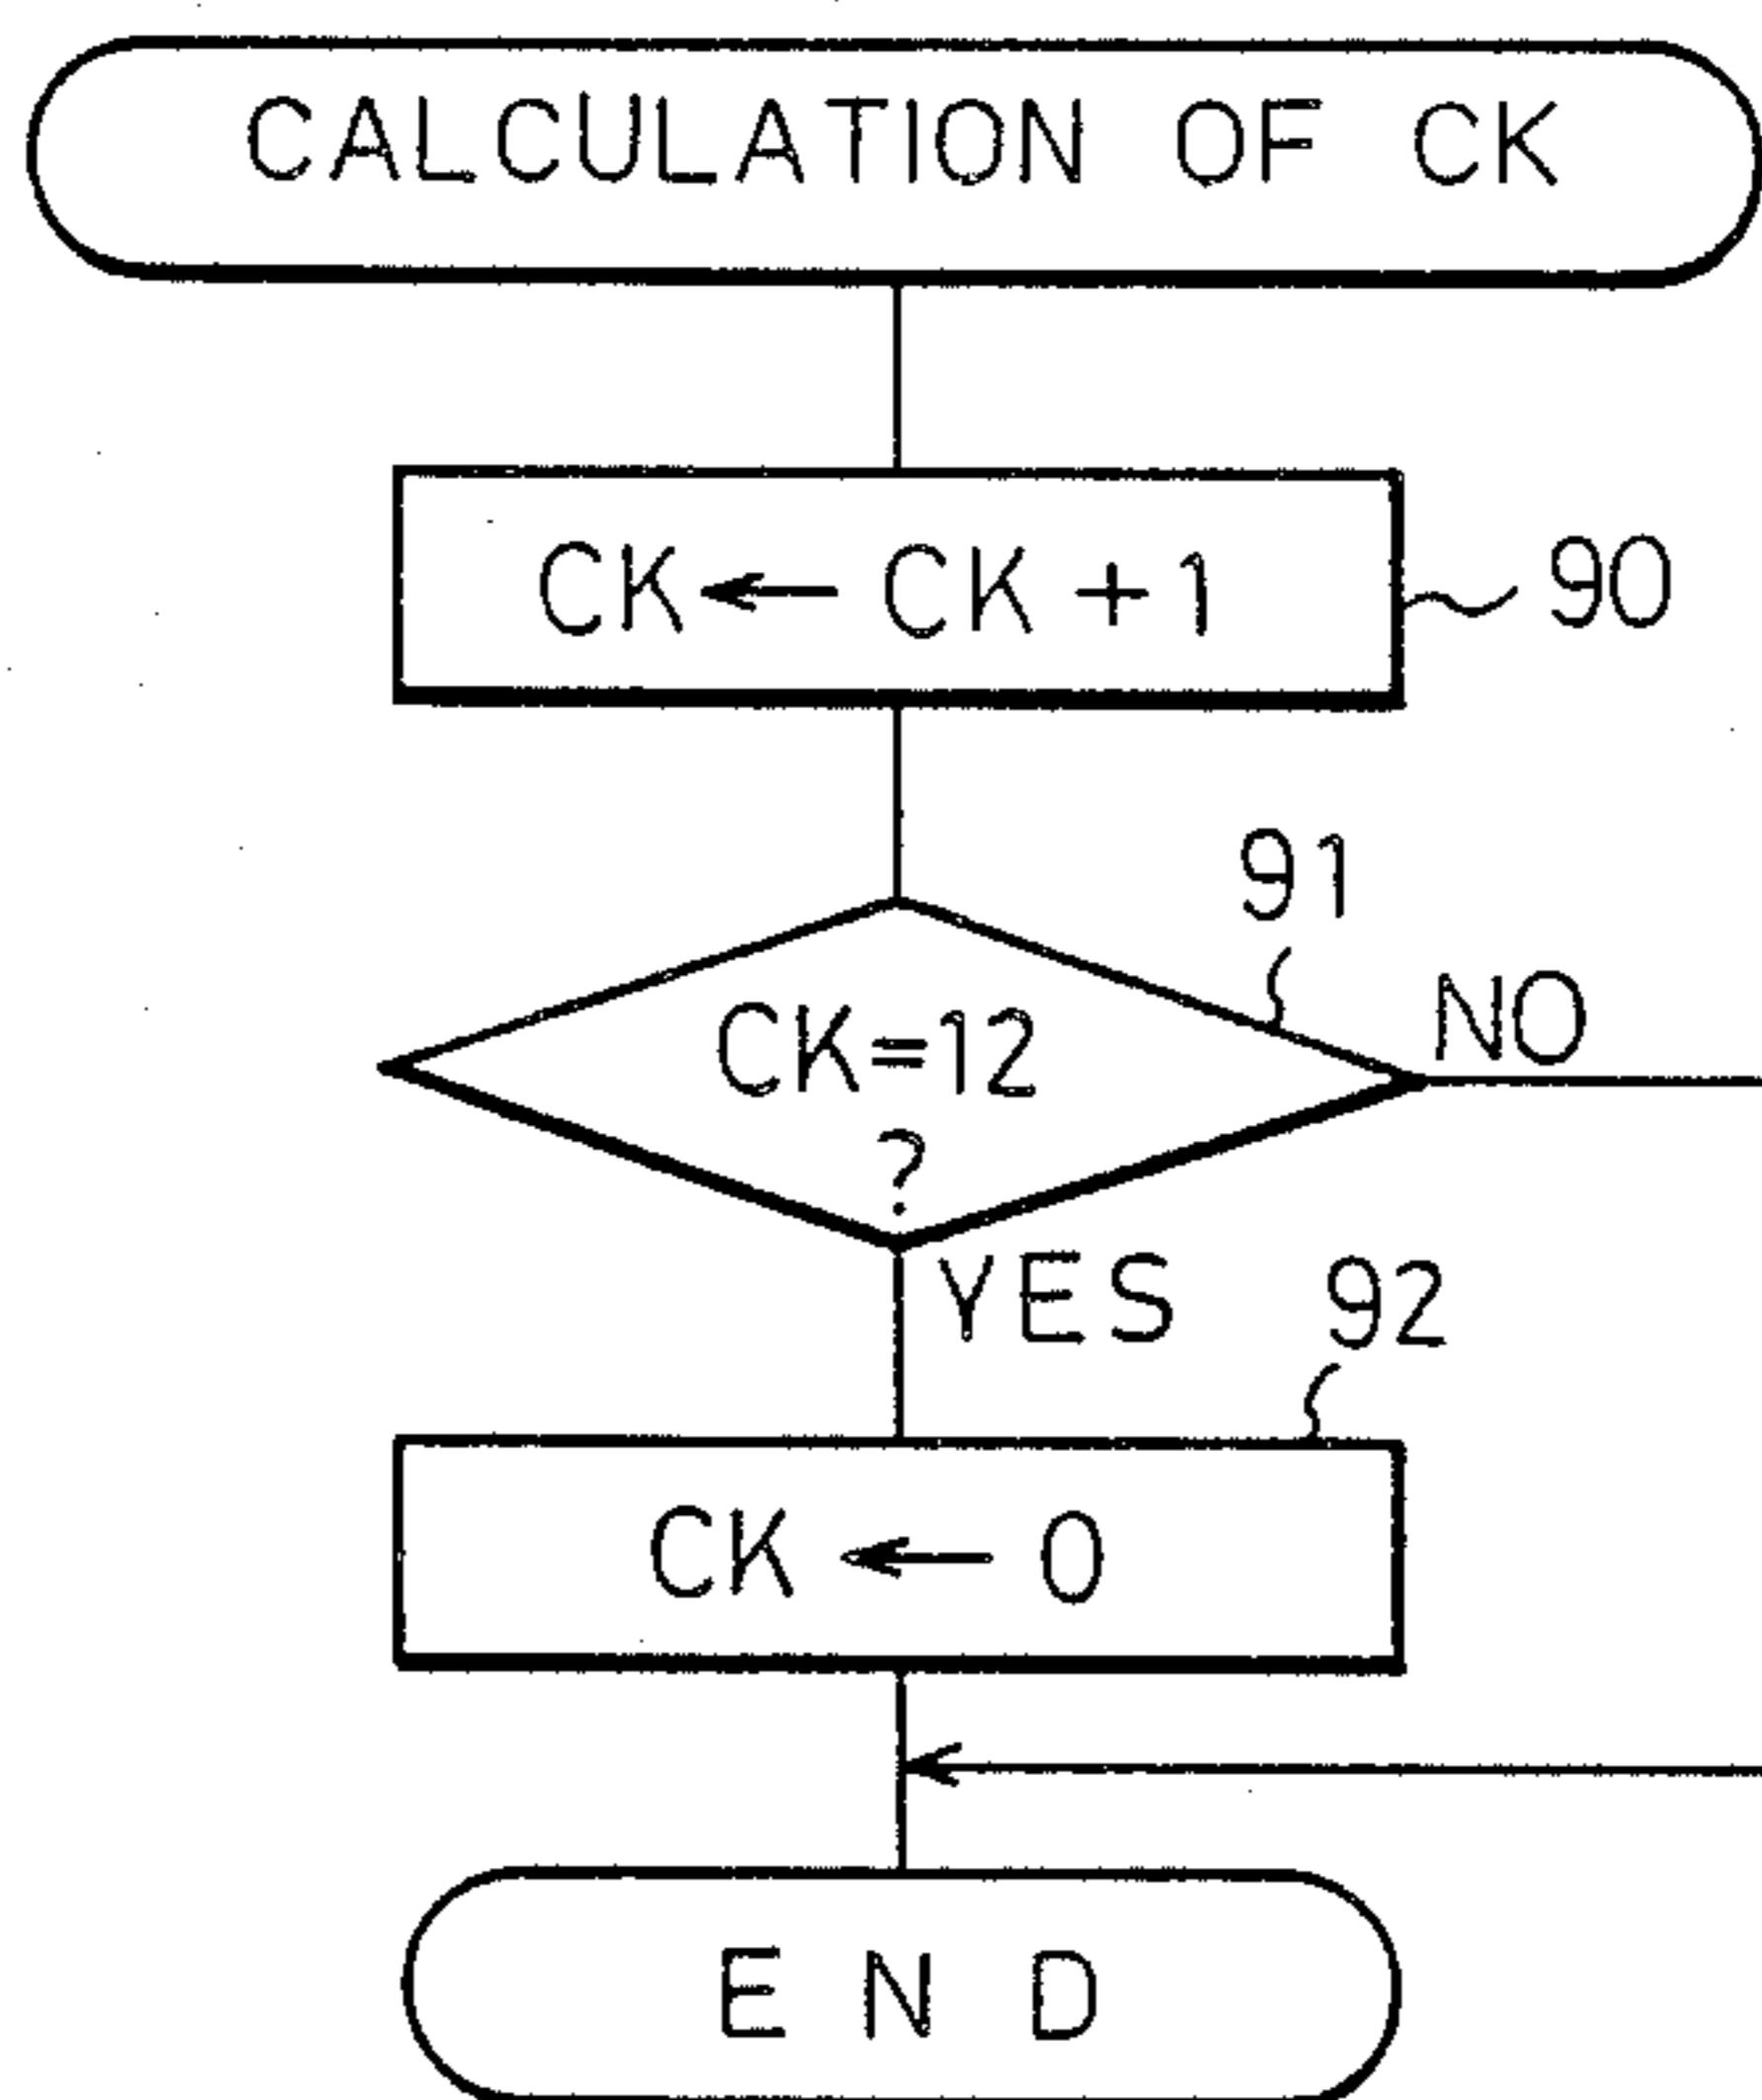 CALCULATION OF CK
CK ← CK + 1
90
91
CK=12
?
NO
YES
92
CK ← 0
END